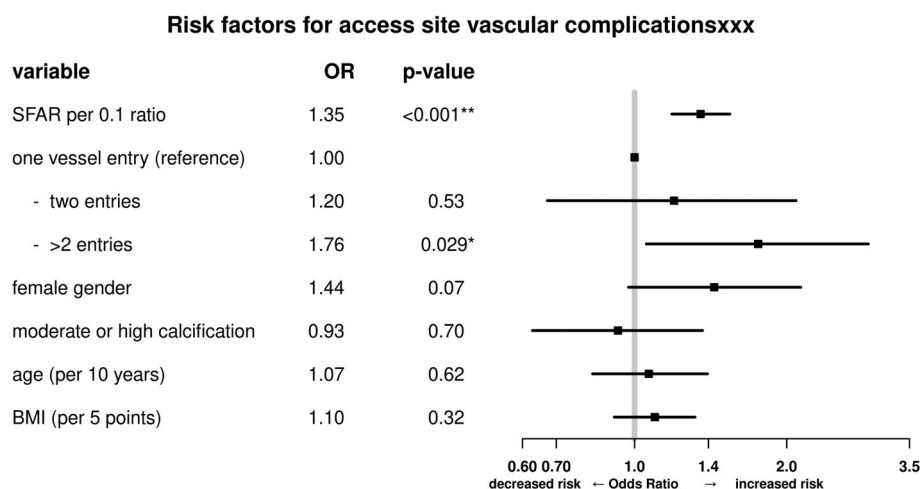 Risk factors for access site vascular complicationsxxx
variable OR p-value
SFAR per 0.1 ratio 1.35 <0.001**
one vessel entry (reference) 1.00
- two entries 1.20 0.53
- >2 entries 1.76 0.029*
female gender 1.44 0.07
moderate or high calcification 0.93 0.70
age (per 10 years) 1.07 0.62
BMI (per 5 points) 1.10 0.32
0.60 0.70 1.0 1.4 2.0 3.5
decreased risk ← Odds Ratio → increased risk